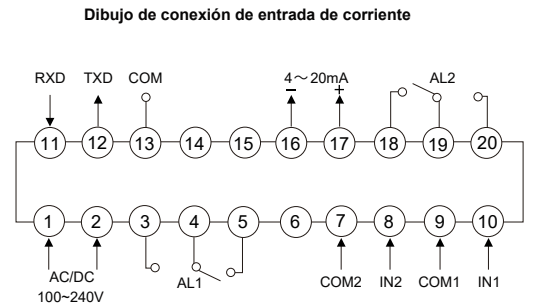 Dibujo de conexión de entrada de corriente
RXD TXD COM 4～20mA AL2
− +
11 12 13 14 15 16 17 18 19 20
1 2 3 4 5 6 7 8 9 10
AC/DC AL1 COM2 IN2 COM1 IN1
100~240V